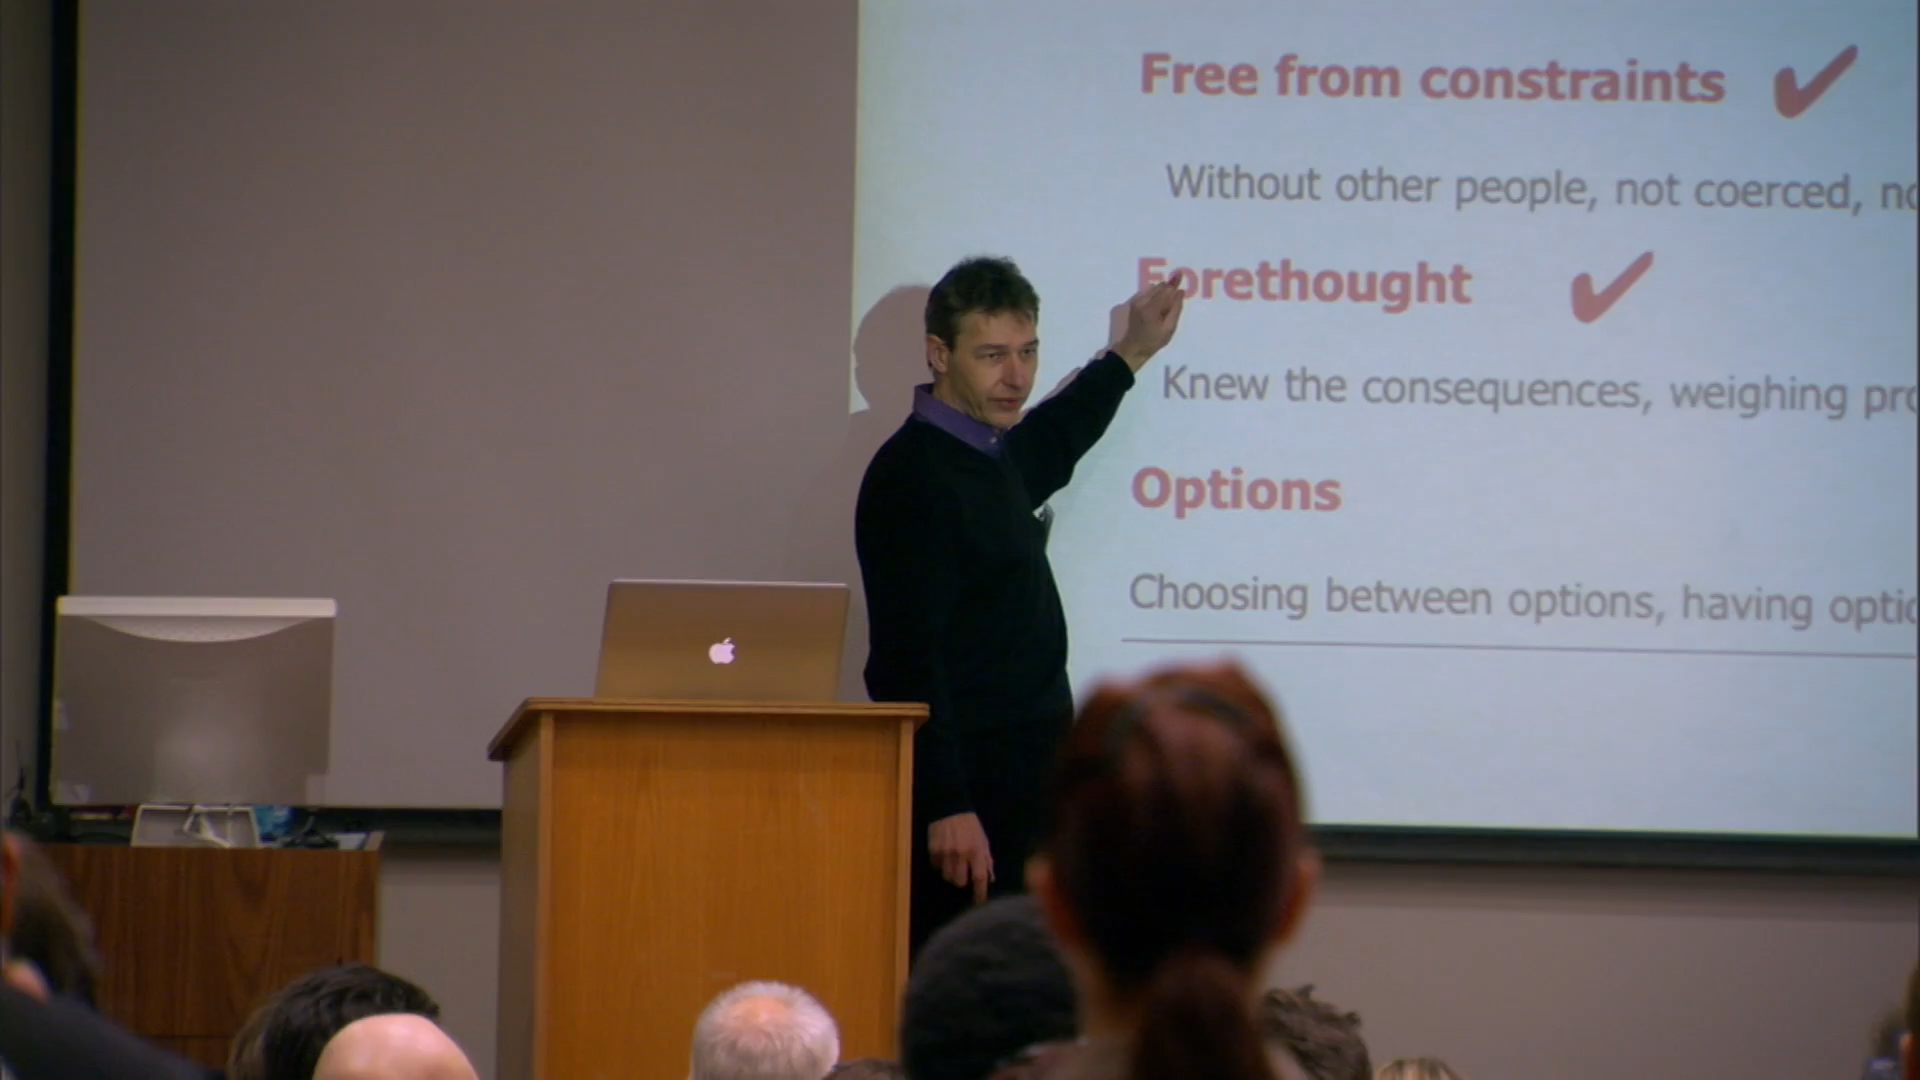 Free from constraints ✔
Without other people, not coerced,
Forethought ✔
Knew the consequences, weighing
Options
Choosing between options, having